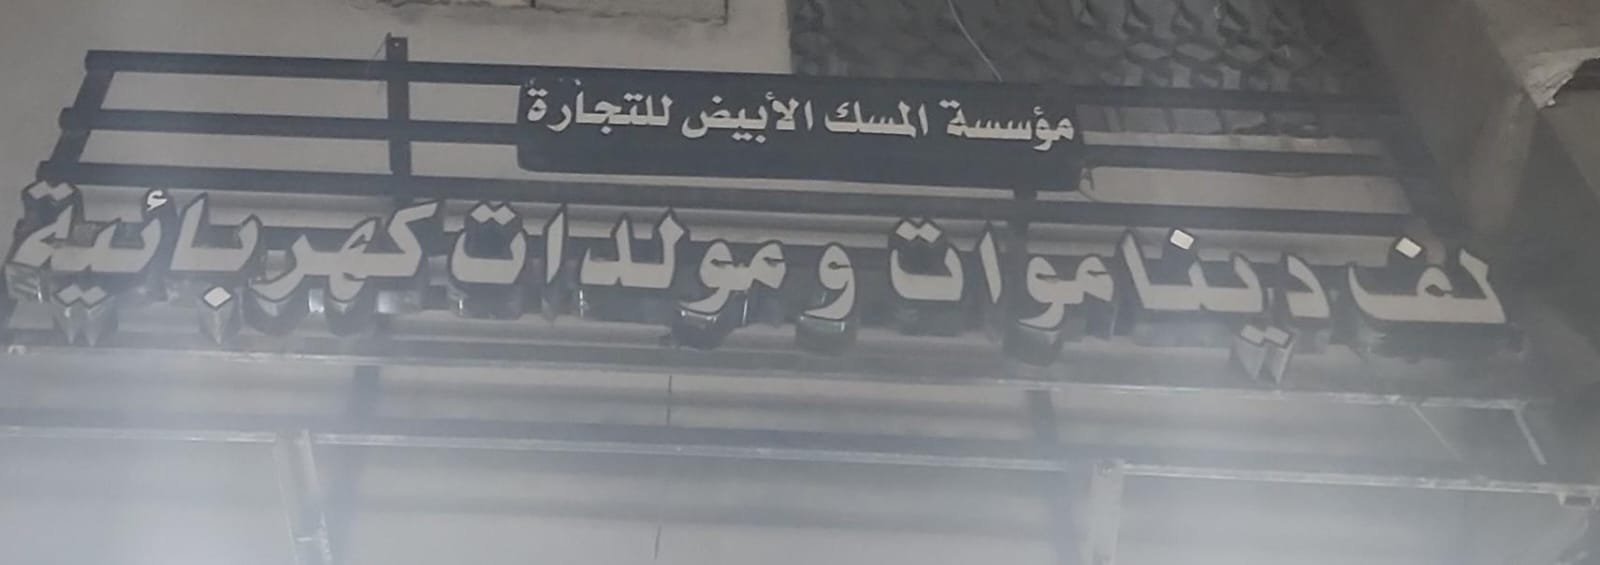 مؤسسة المسك الأبيض للتجارة
لف ديناموات و مولدات كهربائية